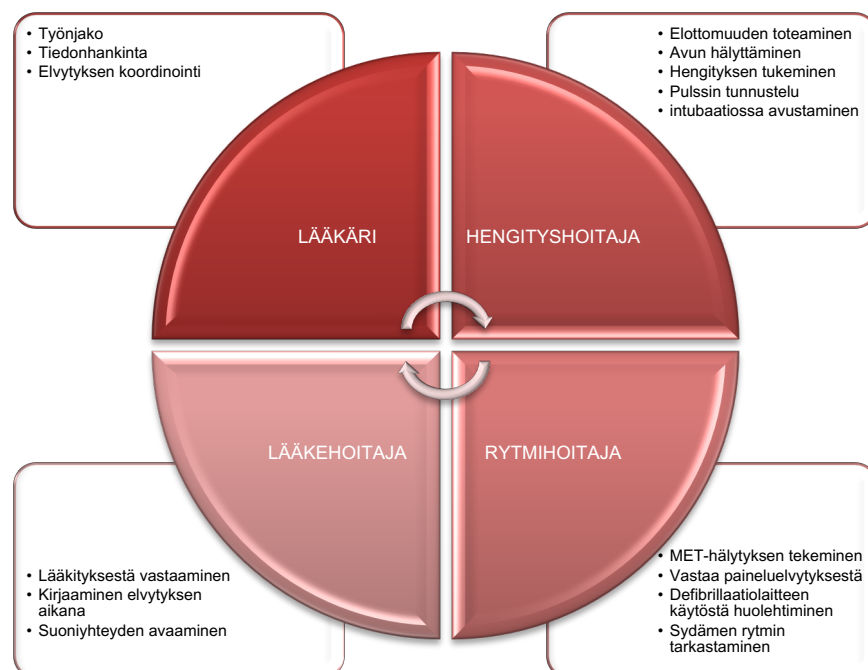 • Työnjako
• Tiedonhankinta
• Elvytyksen koordinointi
• Elottomuuden toteaminen
• Avun hälyttäminen
• Hengityksen tukeminen
• Pulssin tunnustelu
• intubaatiossa avustaminen
LÄÄKÄRI
HENGITYSHOITAJA
LÄÄKEHOITAJA
RYTMIHOITAJA
• Lääkityksestä vastaaminen
• Kirjaaminen elvytyksen
aikana
• Suoniyhteyden avaaminen
• MET-hälytyksen tekeminen
• Vastaa paineluelvytyksestä
• Defibrillaatiolaitteen
käytöstä huolehtiminen
• Sydämen rytmin
tarkastaminen